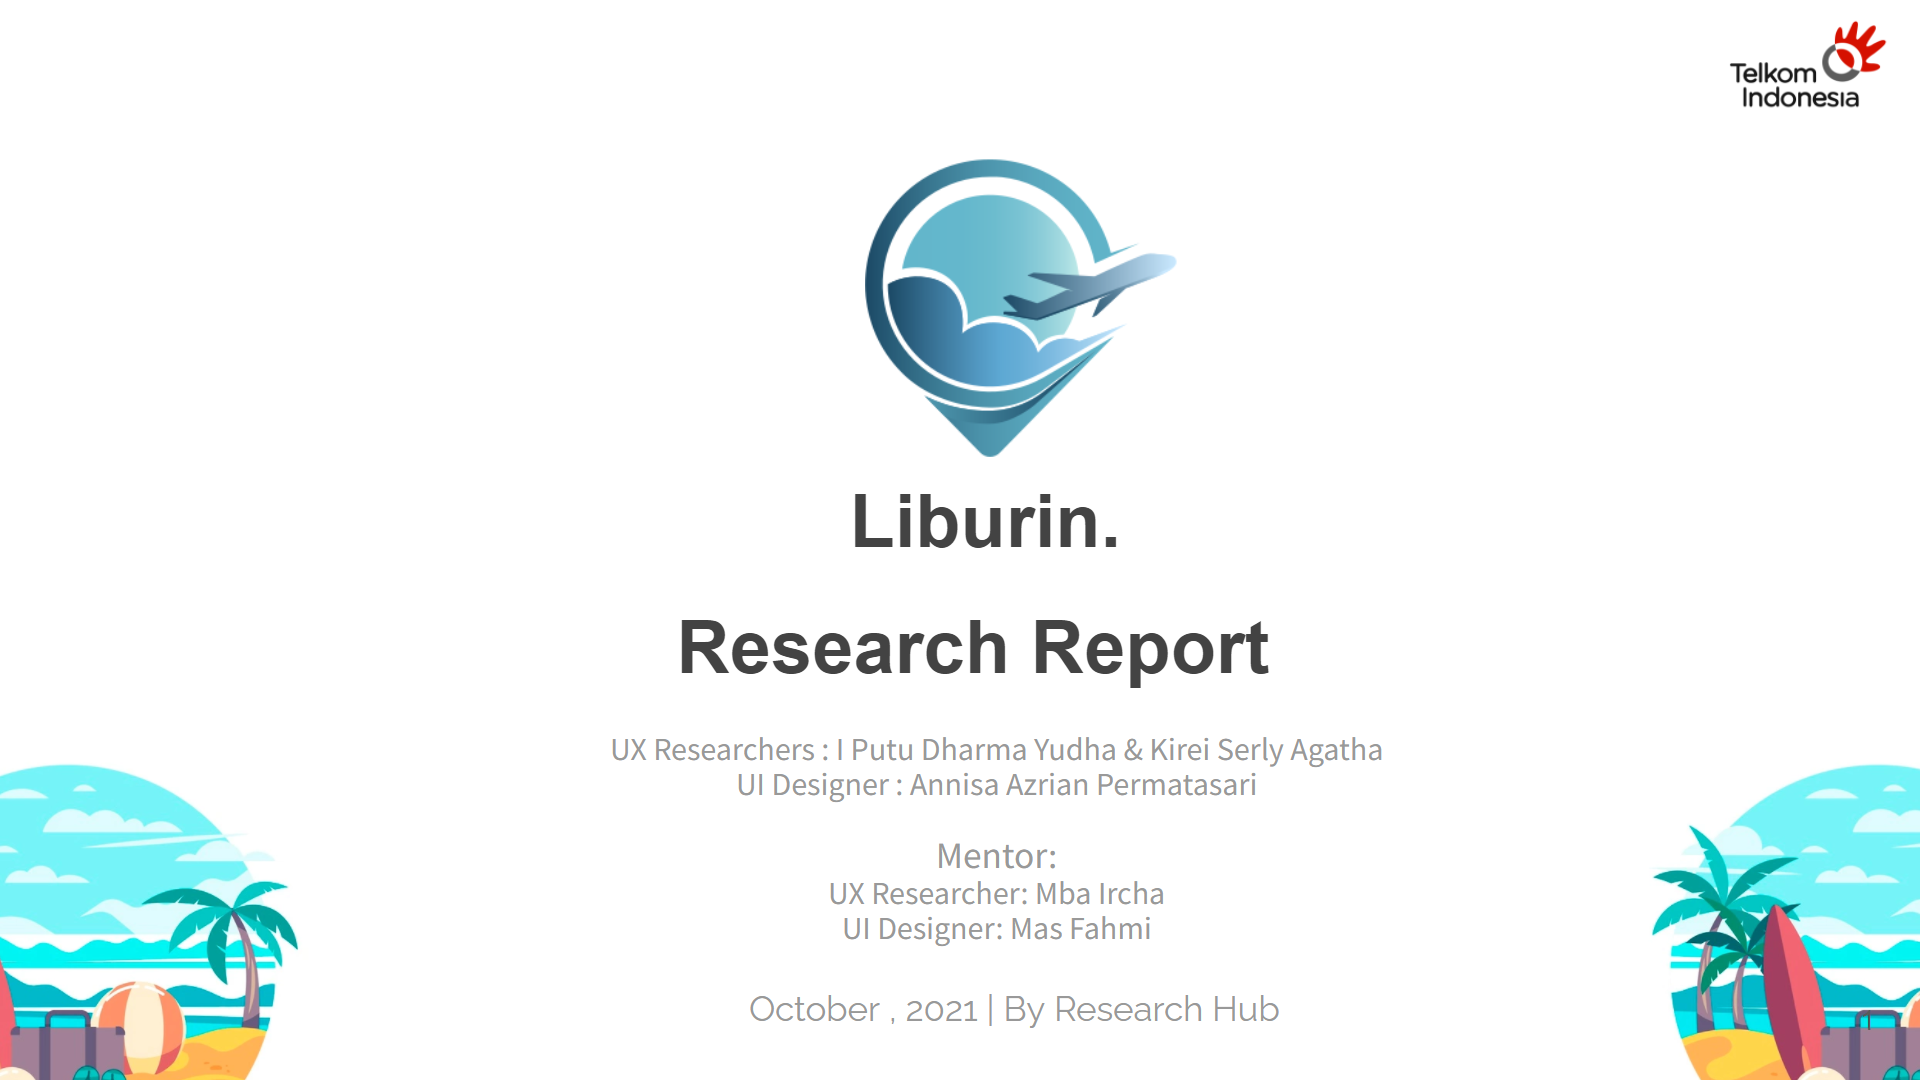 Telkom
Indonesia
Liburin.
Research Report
UX Researchers : I Putu Dharma Yudha & Kirei Serly Agatha
UI Designer : Annisa Azrian Permatasari
Mentor:
UX Researcher: Mba Ircha
UI Designer: Mas Fahmi
October , 2021 | By Research Hub